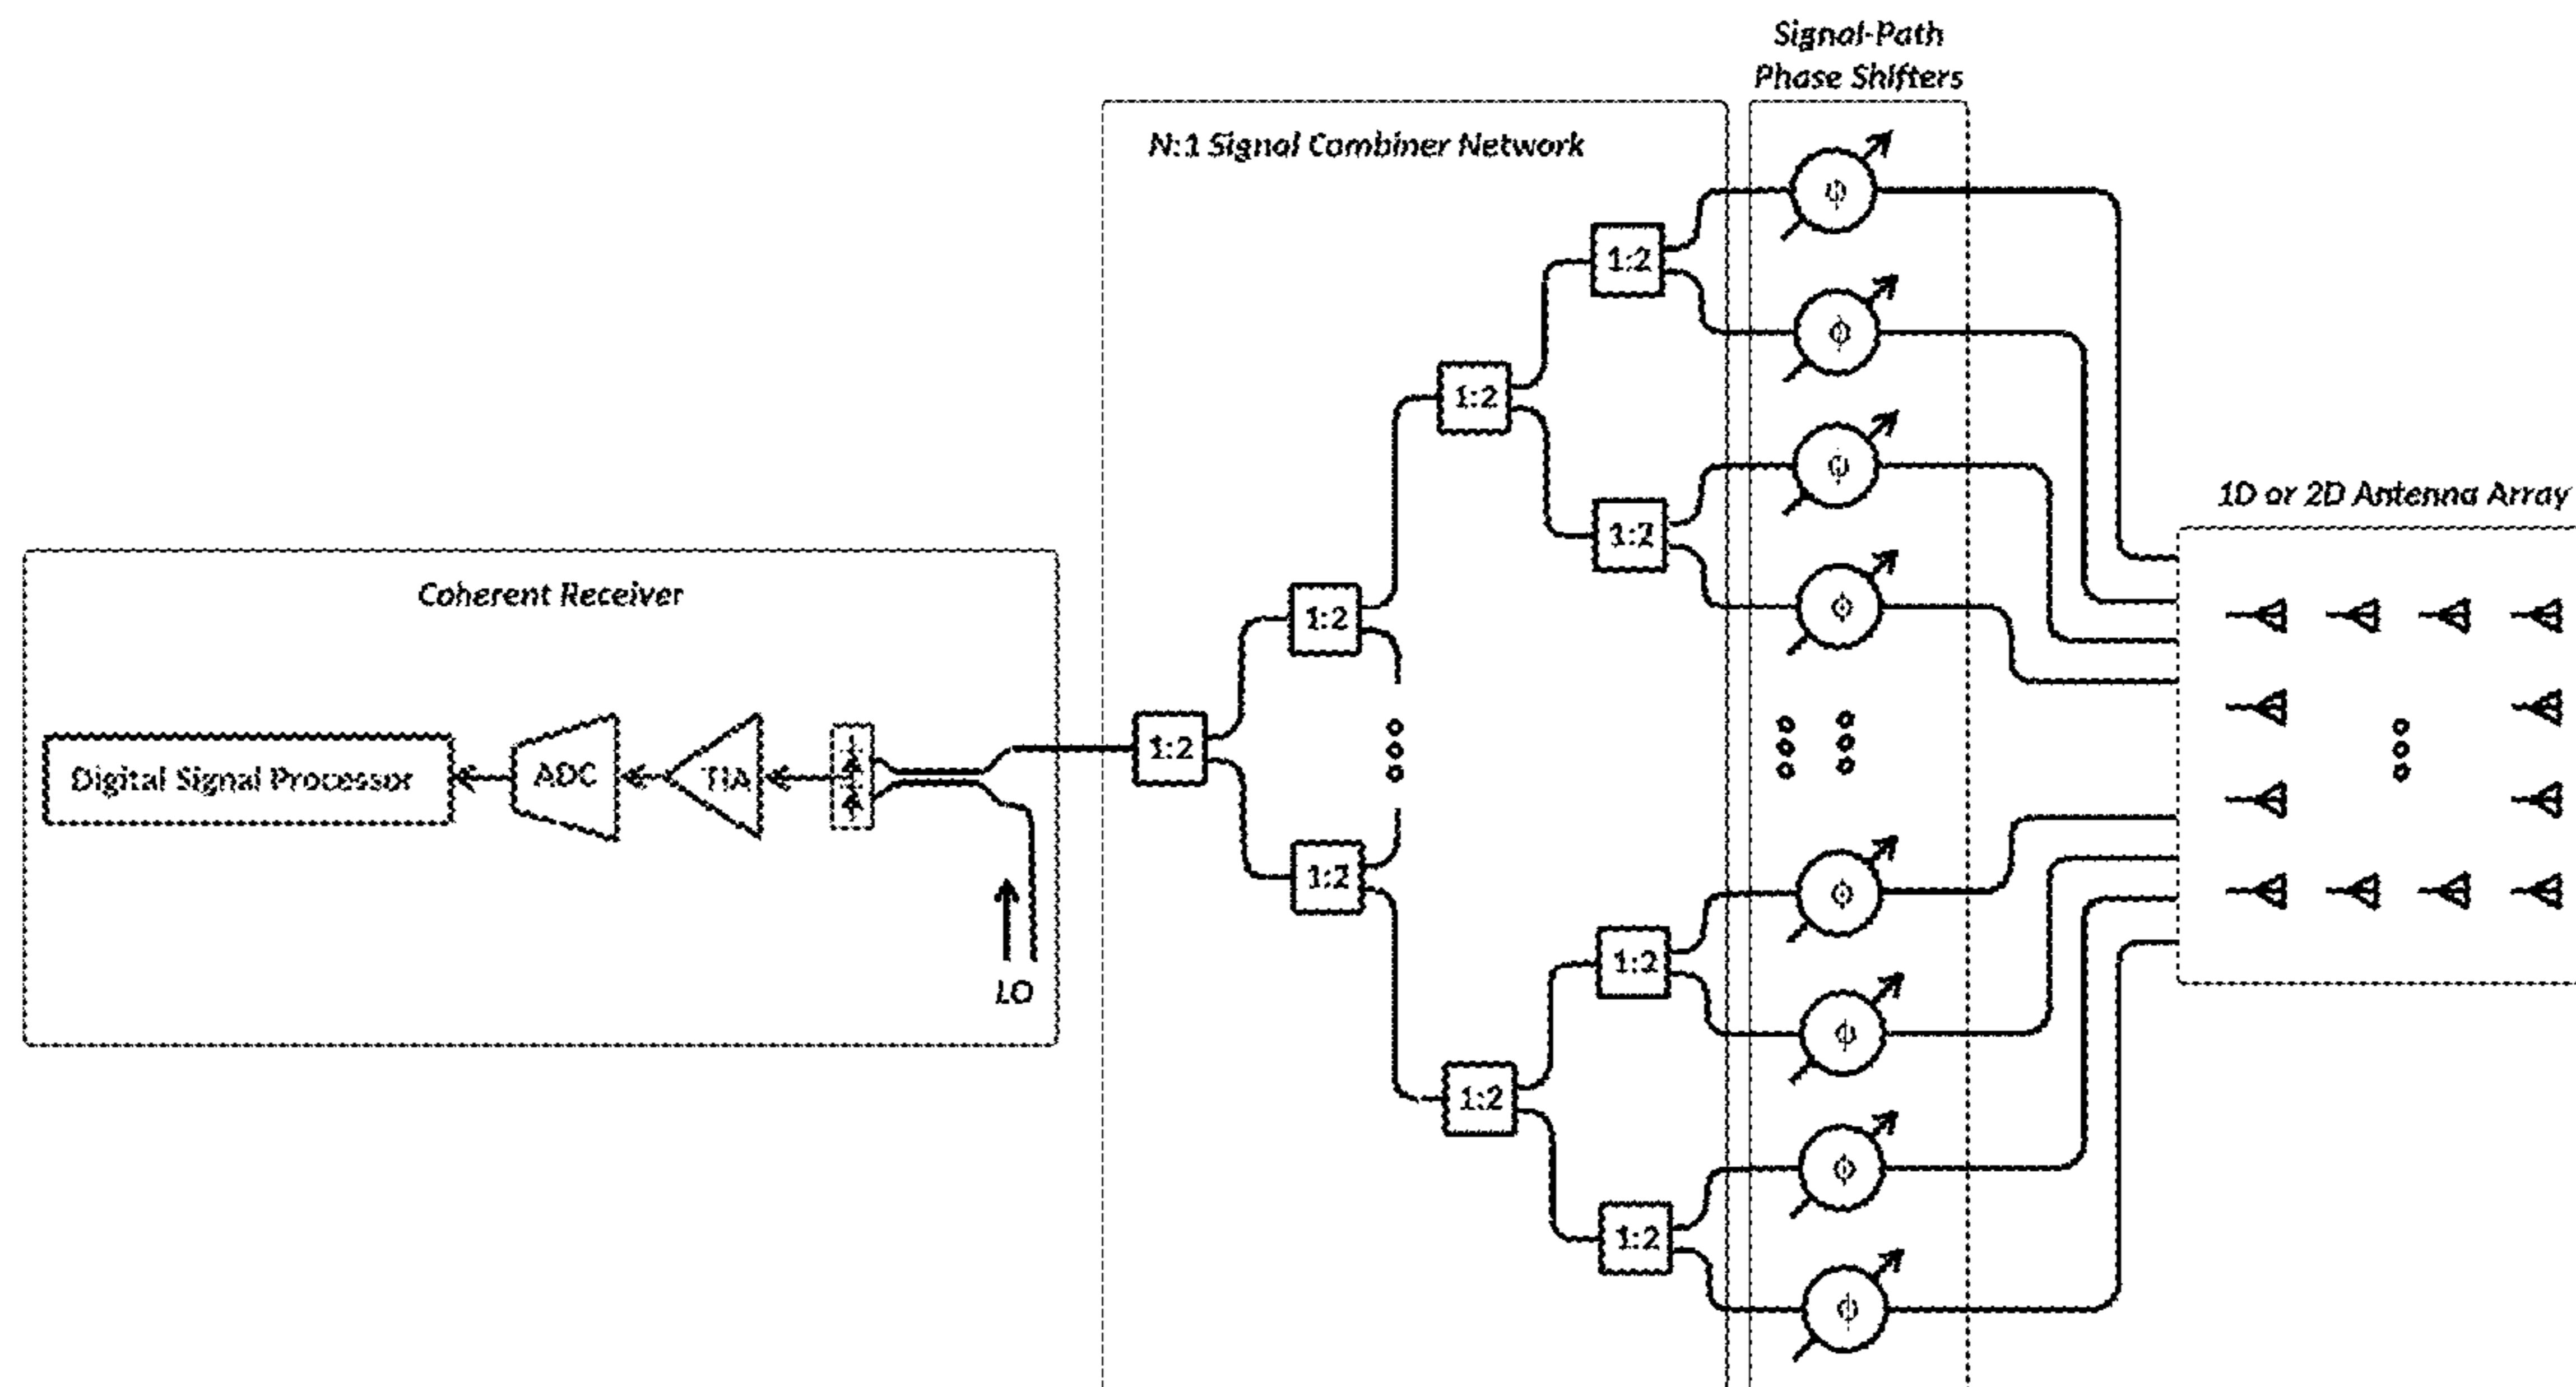 Signal-Path
Phase Shifters
N:1 Signal Combiner Network
ϕ
1:2
ϕ
1:2
ϕ
1D or 2D Antenna Array
1:2
Coherent Receiver
1:2
ϕ
1:2
Digital Signal Processor
ADC
TIA
1:2
ϕ
1:2
LO
ϕ
1:2
ϕ
1:2
ϕ